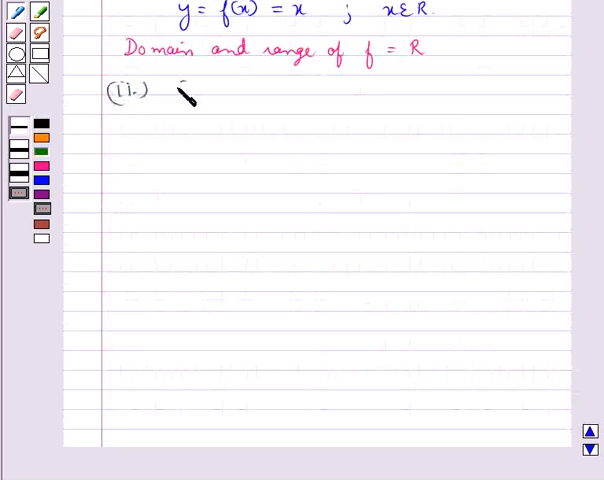 y = f(x) = x ; x ε R.
Domain and range of f = R
(ii.)